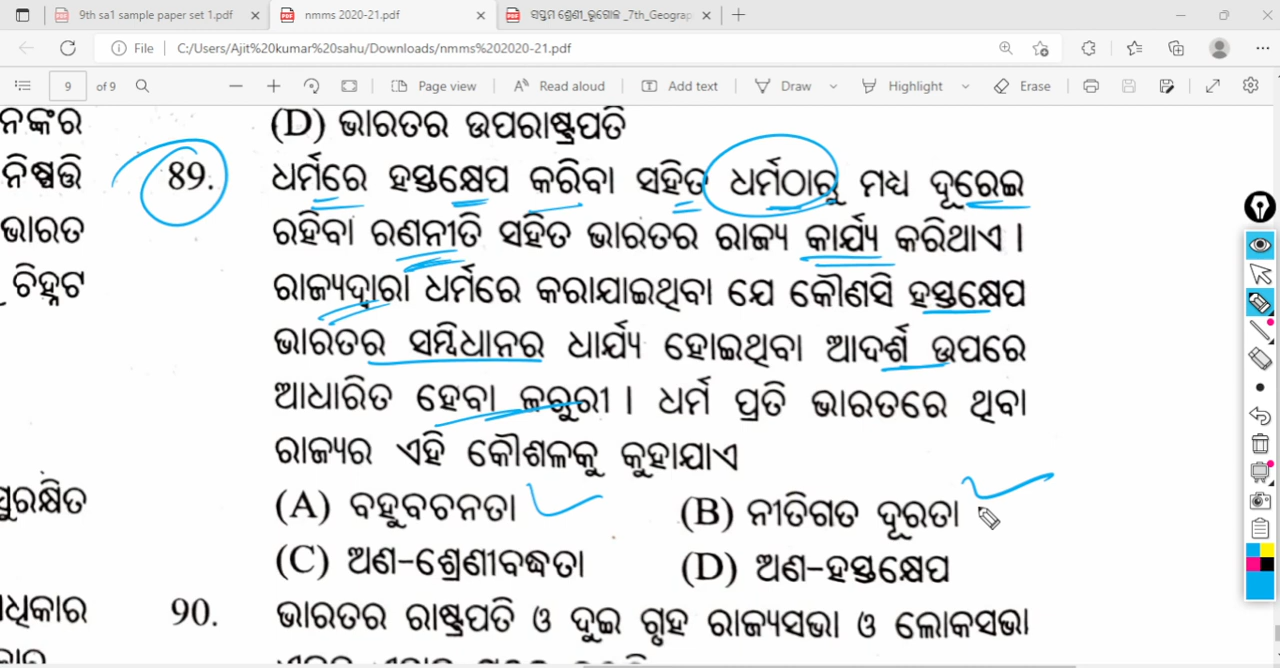 9th sa1 sample paper set 1.pdf
nmms 2020-21.pdf
ସପ୍ତମ ଶ୍ରେଣୀ_ଭୂଗୋଳ _7th_Geograp
File C:/Users/Ajit%20kumar%20sahu/Downloads/nmms%202020-21.pdf
9 of 9 Page view Read aloud Add text Draw Highlight Erase
ନଙ୍କର
(D) ଭାରତର ଉପରାଷ୍ଟ୍ରପତି
ନିଷ୍ପତ୍ତି
89. ଧର୍ମରେ ହସ୍ତକ୍ଷେପ କରିବା ସହିତ ଧର୍ମଠାରୁ ମଧ୍ୟ ଦୂରେଇ
ଭାରତ
ରହିବା ରଣନୀତି ସହିତ ଭାରତର ରାଜ୍ୟ କାର୍ଯ୍ୟ କରିଥାଏ ।
ଚିହ୍ନଟ
ରାଜ୍ୟଦ୍ୱାରା ଧର୍ମରେ କରାଯାଇଥିବା ଯେ କୌଣସି ହସ୍ତକ୍ଷେପ
ଭାରତର ସମ୍ବିଧାନର ଧାର୍ଯ୍ୟ ହୋଇଥିବା ଆଦର୍ଶ ଉପରେ
ଆଧାରିତ ହେବା ଜରୁରୀ । ଧର୍ମ ପ୍ରତି ଭାରତରେ ଥିବା
ରାଜ୍ୟର ଏହି କୌଶଳକୁ କୁହାଯାଏ
ସୁରକ୍ଷିତ
(A) ବହୁବଚନତା (B) ନୀତିଗତ ଦୂରତା
(C) ଅଣ-ଶ୍ରେଣୀବଦ୍ଧତା (D) ଅଣ-ହସ୍ତକ୍ଷେପ
ଧିକାର
90. ଭାରତର ରାଷ୍ଟ୍ରପତି ଓ ଦୁଇ ଗୃହ ରାଜ୍ୟସଭା ଓ ଲୋକସଭା